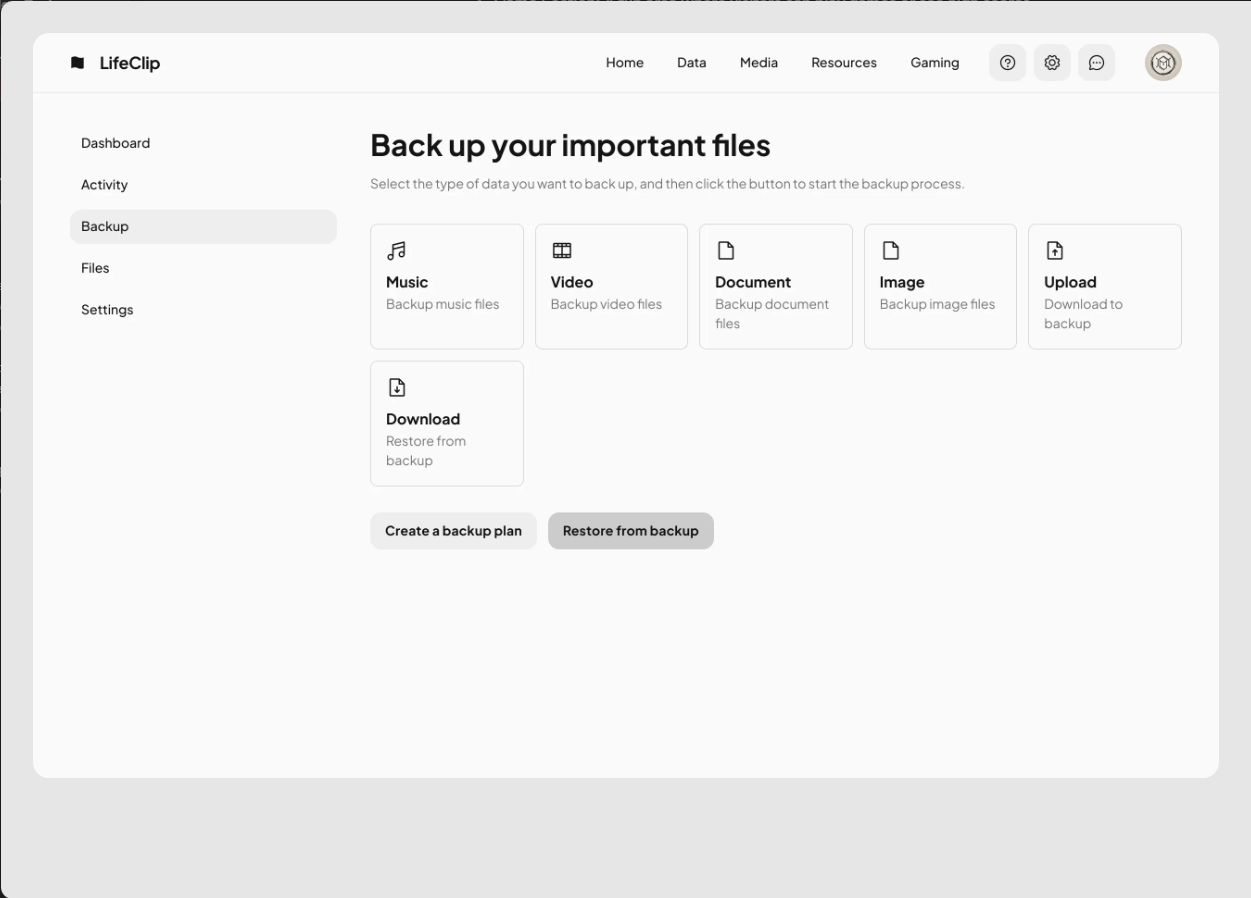 LifeClip
Home
Data
Media
Resources
Gaming
Dashboard
Activity
Backup
Files
Settings
Back up your important files
Select the type of data you want to back up, and then click the button to start the backup process.
Music
Backup music files
Video
Backup video files
Document
Backup document
files
Image
Backup image files
Upload
Download to
backup
Download
Restore from
backup
Create a backup plan
Restore from backup